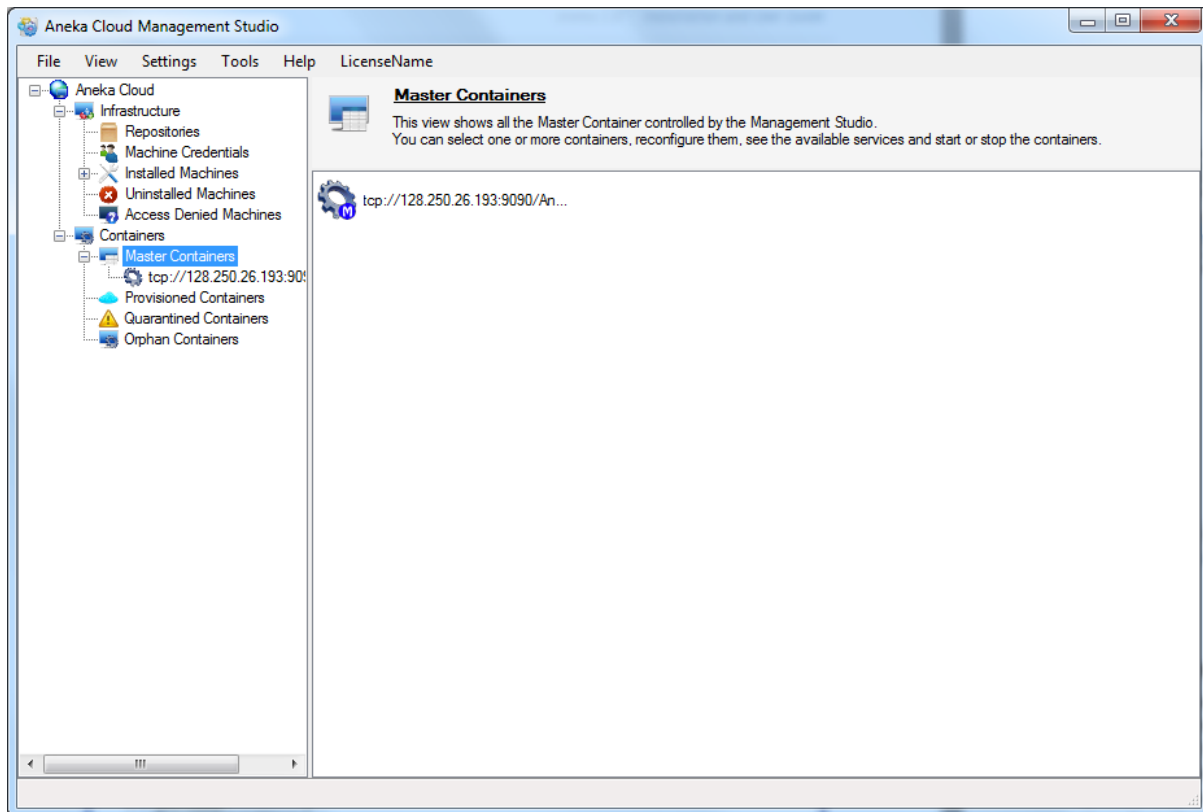 Aneka Cloud Management Studio
File View Settings Tools Help LicenseName
Aneka Cloud
Infrastructure
Repositories
Machine Credentials
Installed Machines
Uninstalled Machines
Access Denied Machines
Containers
Master Containers
tcp://128.250.26.193:909
Provisioned Containers
Quarantined Containers
Orphan Containers
Master Containers
This view shows all the Master Container controlled by the Management Studio.
You can select one or more containers, reconfigure them, see the available services and start or stop the containers.
M
tcp://128.250.26.193:9090/An...